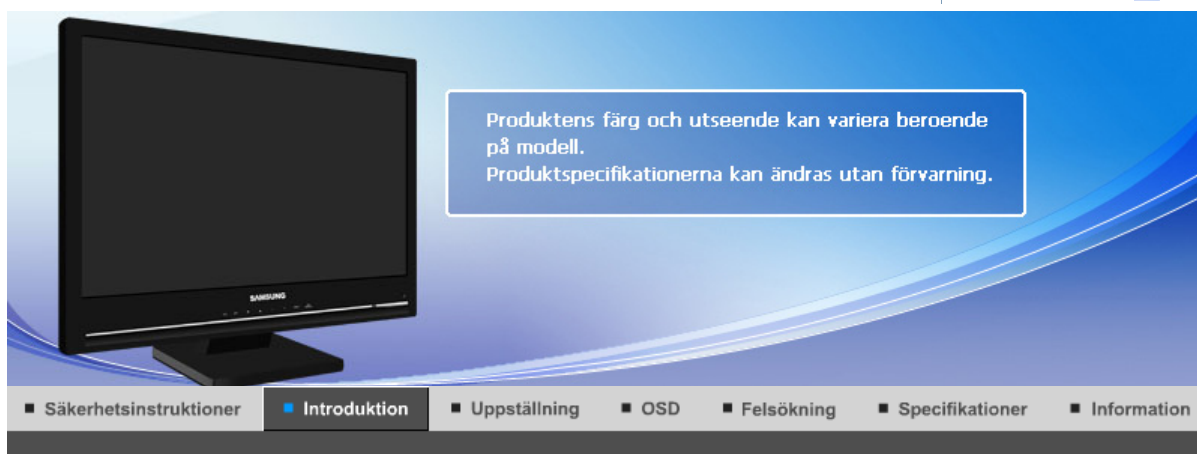 Produktens färg och utseende kan variera beroende
på modell.
Produktspecifikationerna kan ändras utan förvarning.
SAMSUNG
Säkerhetsinstruktioner Introduktion Uppställning OSD Felsökning Specifikationer Information